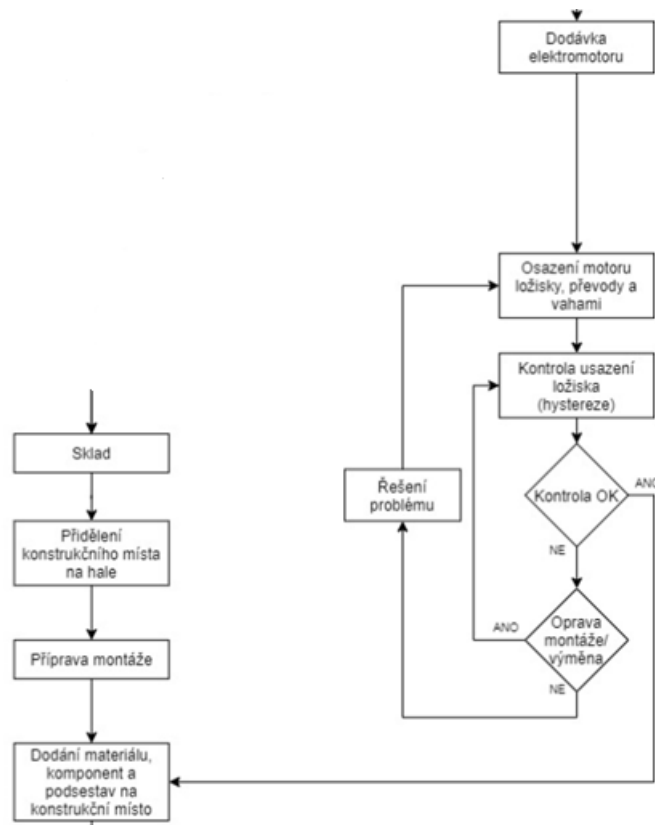 Dodávka
elektromotoru
Osazení motoru
ložisky, převody a
vahami
Kontrola usazení
ložiska
(hystereze)
Sklad
Řešení
problému
Kontrola OK
ANO
Přidělení
konstrukčního místa
na hale
NE
ANO
Oprava
montáže/
výměna
Příprava montáže
NE
Dodání materiálu,
komponent a
podsestav na
konstrukční místo